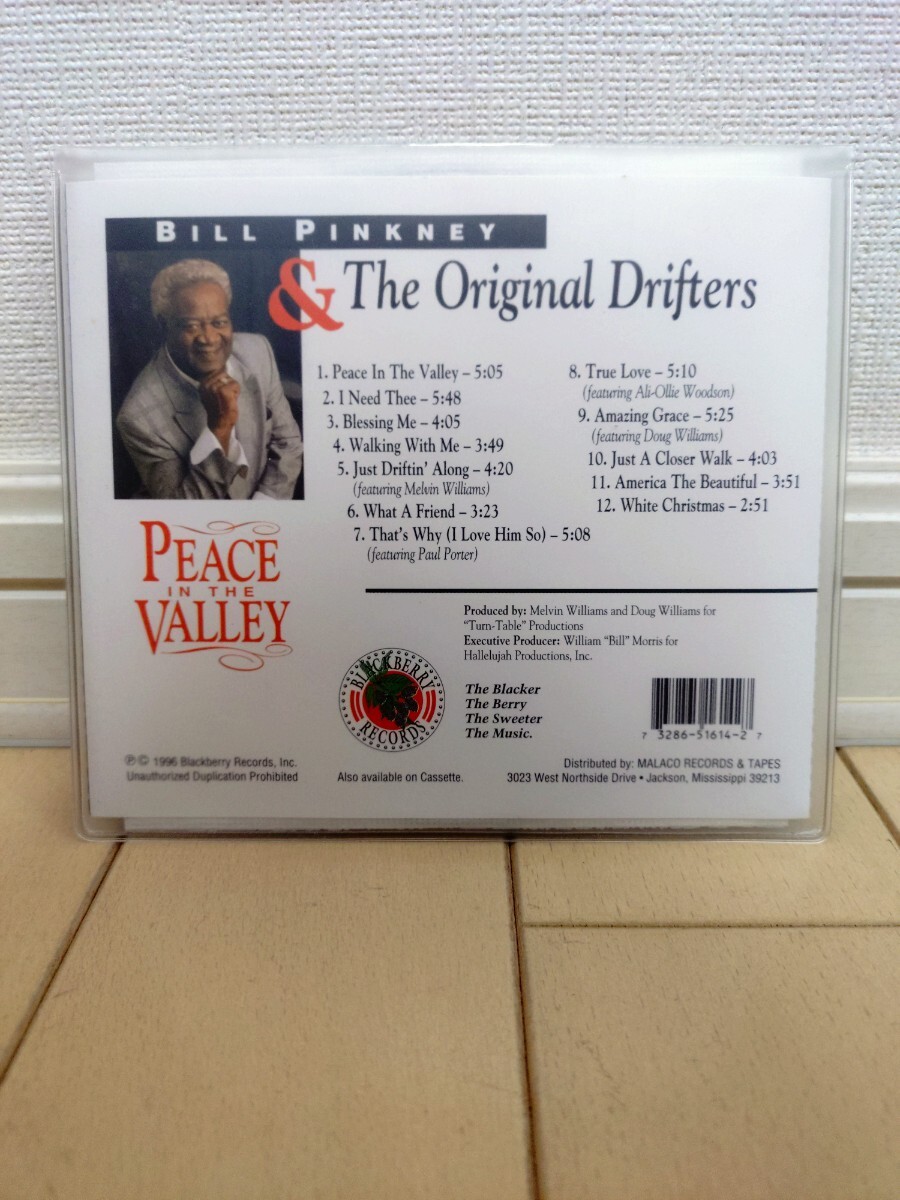 BILL PINKNEY
& The Original Drifters
1. Peace In The Valley – 5:05
2. I Need Thee – 5:48
3. Blessing Me – 4:05
4. Walking With Me – 3:49
5. Just Driftin' Along – 4:20
(featuring Melvin Williams)
6. What A Friend – 3:23
7. That's Why (I Love Him So) – 5:08
(featuring Paul Porter)
8. True Love – 5:10
(featuring Ali-Ollie Woodson)
9. Amazing Grace – 5:25
(featuring Doug Williams)
10. Just A Closer Walk – 4:03
11. America The Beautiful – 3:51
12. White Christmas – 2:51
PEACE
IN THE
VALLEY
Produced by: Melvin Williams and Doug Williams for
"Turn-Table" Productions
Executive Producer: William "Bill" Morris for
Hallelujah Productions, Inc.
BLACKBERRY
RECORDS
The Blacker
The Berry
The Sweeter
The Music.
7 3286-51614-2 7
℗© 1996 Blackberry Records, Inc.
Unauthorized Duplication Prohibited
Also available on Cassette.
Distributed by: MALACO RECORDS & TAPES
3023 West Northside Drive • Jackson, Mississippi 39213